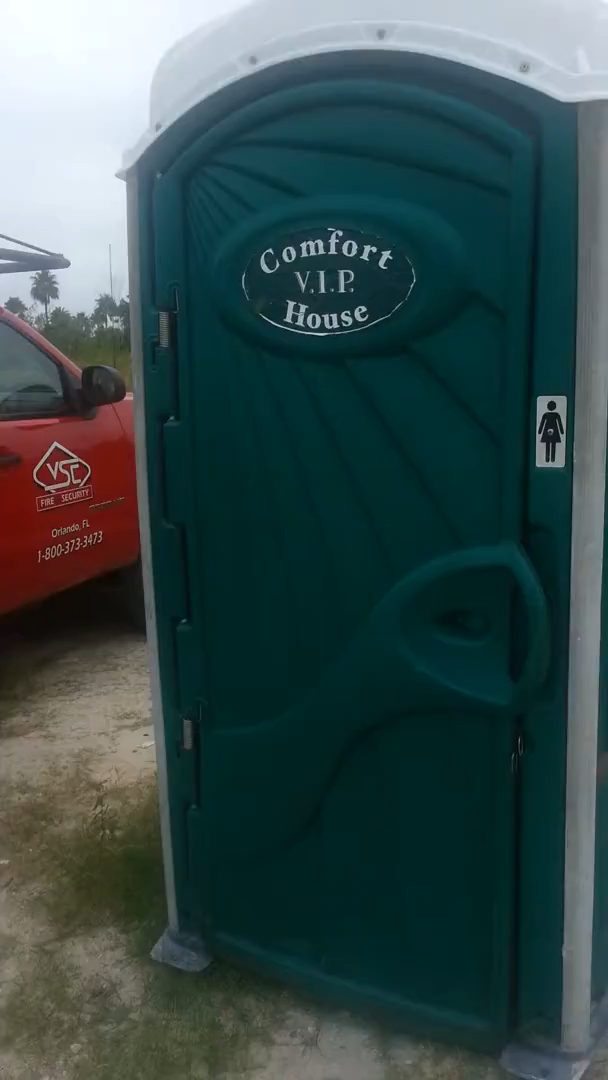 Comfort
V.I.P.
House
VSC
FIRE SECURITY
Orlando, FL
1-800-373-3473